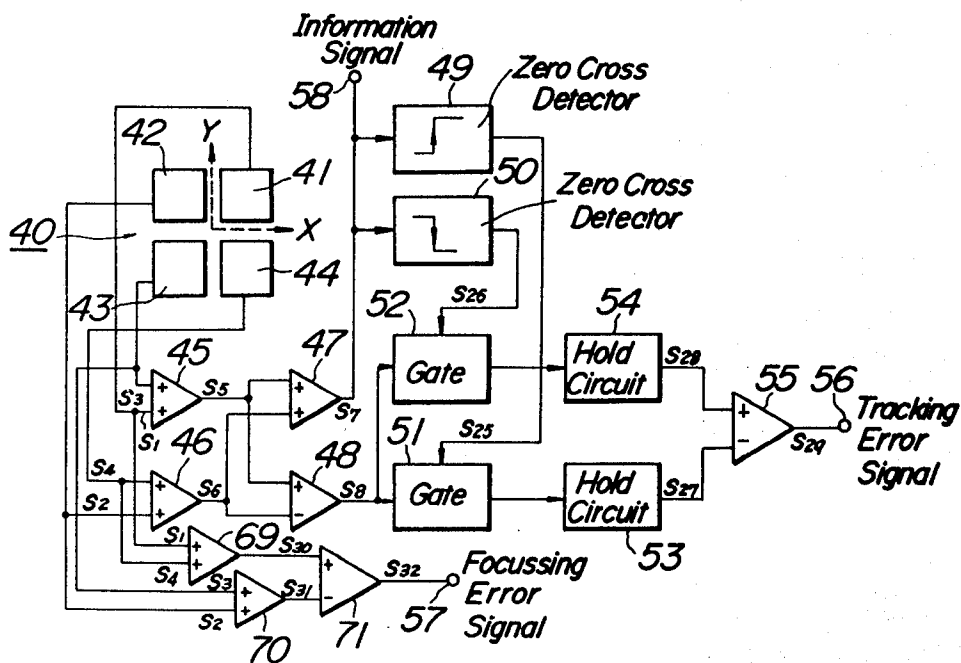 Information
Signal
58
49
Zero Cross
Detector
42
Y
41
50
Zero Cross
Detector
X
40
43
44
S26
52
54
45
47
Gate
Hold
Circuit
S28
55
56
S3
S5
S7
S1
Tracking
Error
Signal
S29
46
48
51
S25
S4
S6
S8
Gate
Hold
Circuit
S27
S2
53
S1
69
S30
S4
S3
S31
S32
Focussing
Error
Signal
57
S2
70
71
+
+
+
+
+
+
+
-
+
+
+
+
+
-
+
-